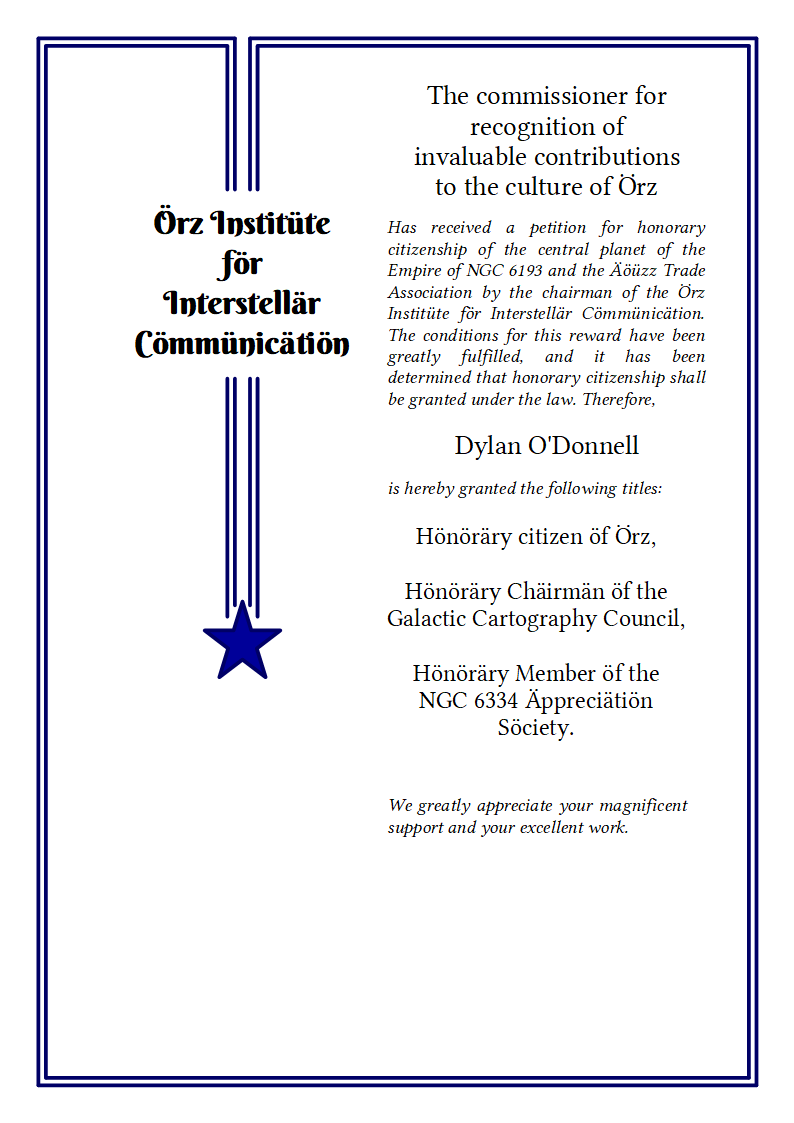 Örz Institüte
för
Interstellär
Cömmünicätiön
The commissioner for
recognition of
invaluable contributions
to the culture of Örz
Has received a petition for honorary
citizenship of the central planet of the
Empire of NGC 6193 and the Äöüzz Trade
Association by the chairman of the Örz
Institüte för Interstellär Cömmünicätion.
The conditions for this reward have been
greatly fulfilled, and it has been
determined that honorary citizenship shall
be granted under the law. Therefore,
Dylan O'Donnell
is hereby granted the following titles:
Hönöräry citizen öf Örz,
Hönöräry Chäirmän öf the
Galactic Cartography Council,
Hönöräry Member öf the
NGC 6334 Äppreciätiön
Söciety.
We greatly appreciate your magnificent
support and your excellent work.